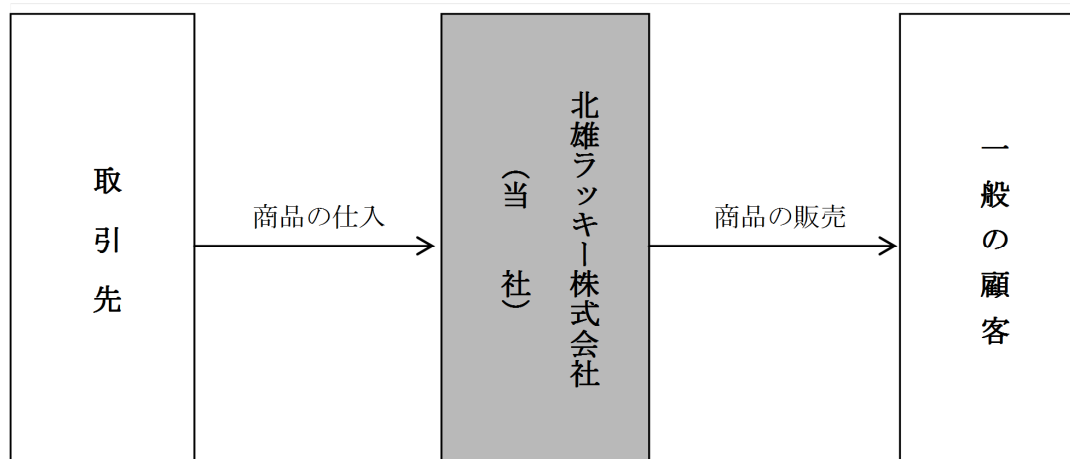 取引先
商品の仕入
北雄ラッキー株式会社
（当　社）
商品の販売
一般の顧客